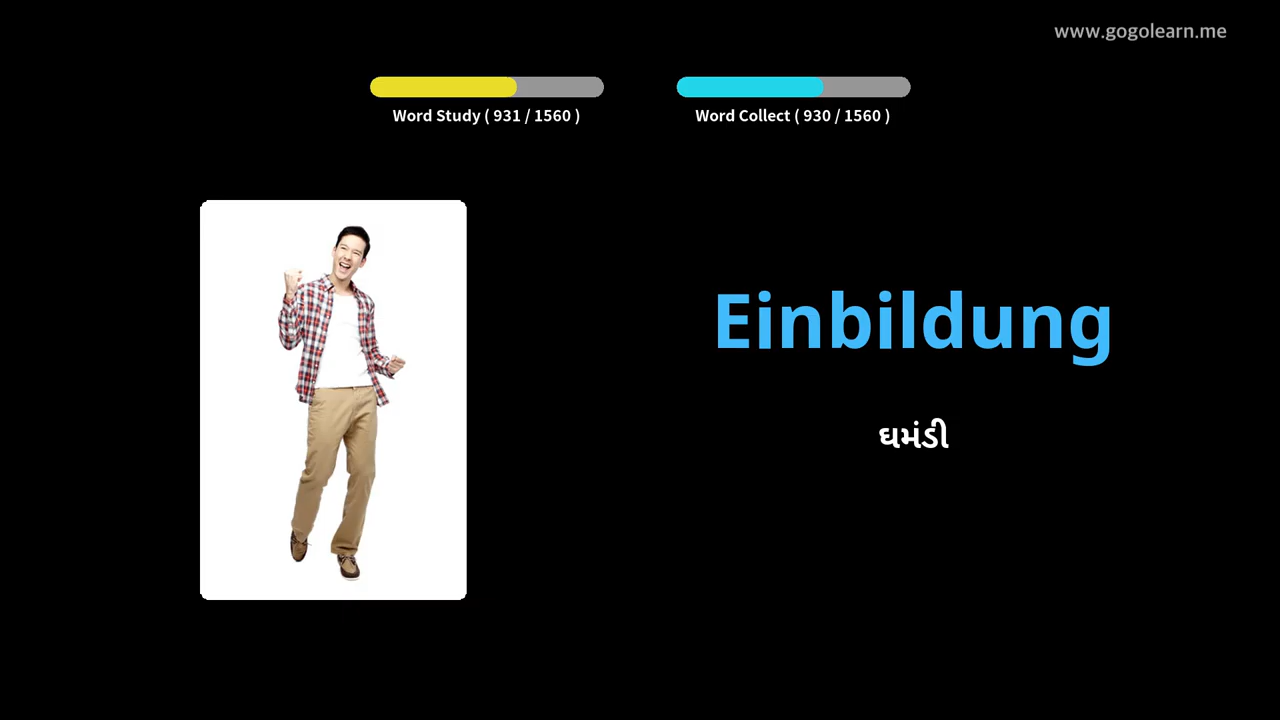 www.gogolearn.me
Word Study ( 931 / 1560 )
Word Collect ( 930 / 1560 )
Einbildung
ઘમંડી